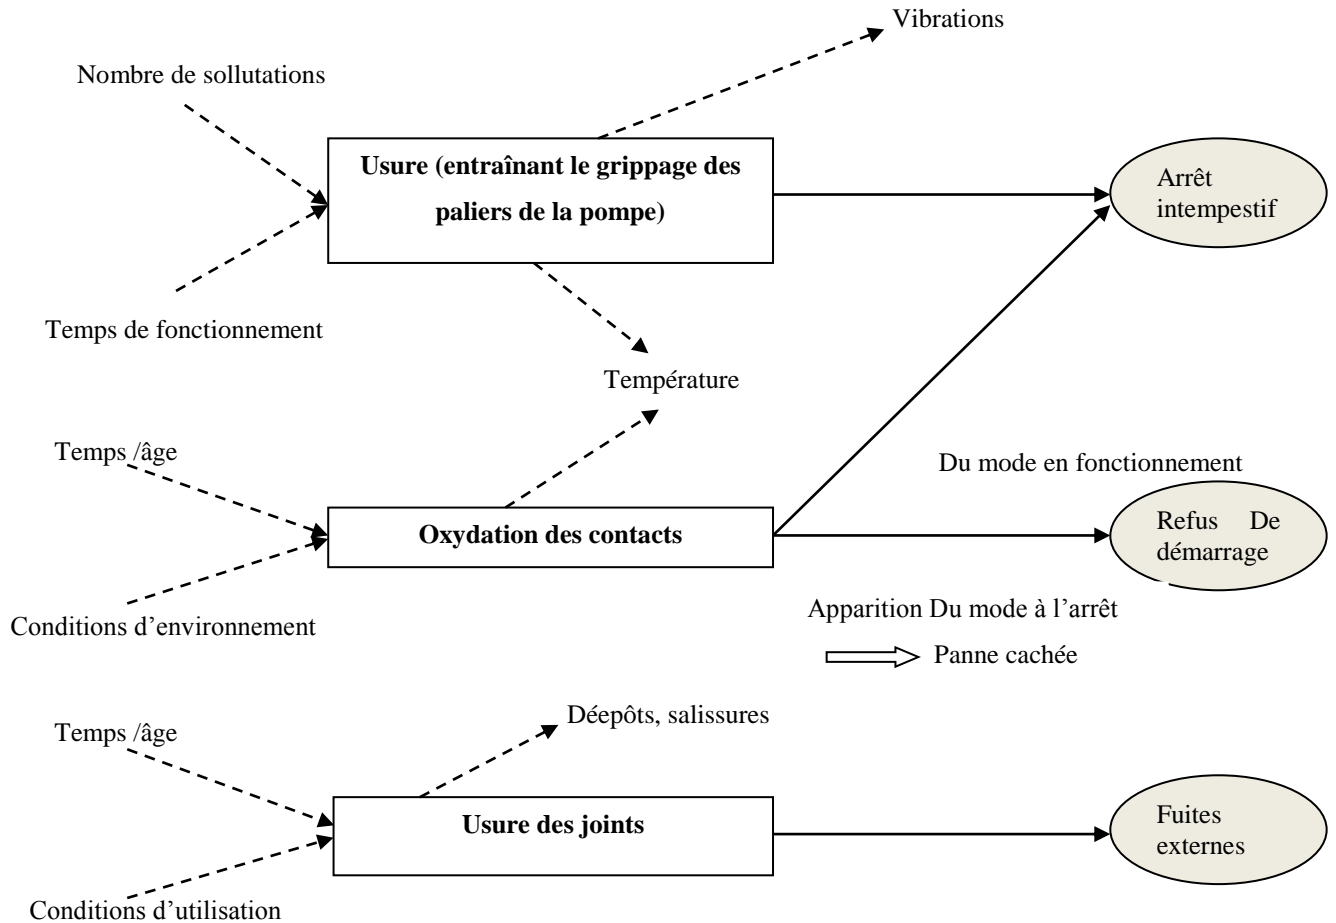 Vibrations
Nombre de sollutations
Usure (entraînant le grippage des
paliers de la pompe)
Arrêt
intempestif
Temps de fonctionnement
Température
Temps /âge
Du mode en fonctionnement
Oxydation des contacts
Refus De
démarrage
Conditions d’environnement
Apparition Du mode à l’arrêt
Panne cachée
Temps /âge
Déepôts, salissures
Usure des joints
Fuites
externes
Conditions d’utilisation